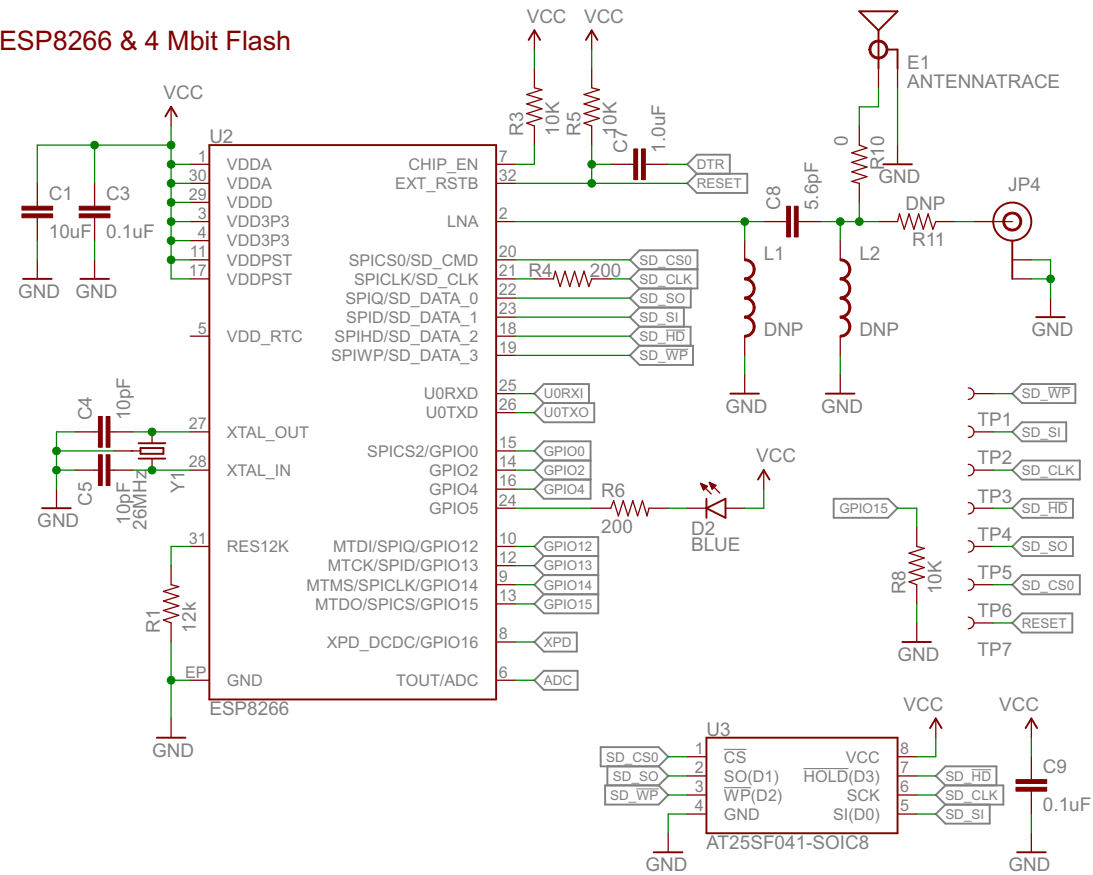 ESP8266 & 4 Mbit Flash
VCC
C1
10uF
C3
0.1uF
GND
GND
U2
1 VDDA
30 VDDA
29 VDDD
3 VDD3P3
4 VDD3P3
11 VDDPST
17 VDDPST
5 VDD_RTC
27 XTAL_OUT
28 XTAL_IN
31 RES12K
EP GND
CHIP_EN 7
EXT_RSTB 32
LNA 2
SPICS0/SD_CMD 20 SD_CS0
SPICLK/SD_CLK 21 R4 200 SD_CLK
SPIQ/SD_DATA_0 22 SD_SO
SPID/SD_DATA_1 23 SD_SI
SPIHD/SD_DATA_2 18 SD_HD
SPIWP/SD_DATA_3 19 SD_WP
U0RXD 25 U0RXI
U0TXD 26 U0TXO
SPICS2/GPIO0 15 GPIO0
GPIO2 14 GPIO2
GPIO4 16 GPIO4
GPIO5 24
MTDI/SPIQ/GPIO12 10 GPIO12
MTCK/SPID/GPIO13 12 GPIO13
MTMS/SPICLK/GPIO14 9 GPIO14
MTDO/SPICS/GPIO15 13 GPIO15
XPD_DCDC/GPIO16 8 XPD
TOUT/ADC 6 ADC
ESP8266
C4
10pF
C5
10pF
26MHz
Y1
GND
R1
12k
GND
VCC
VCC
R3
10K
R5
10K
C7
1.0uF
DTR
RESET
C8
5.6pF
L1
DNP
GND
L2
DNP
GND
0
R10
E1
ANTENNATRACE
GND
DNP
R11
JP4
GND
R6
200
D2
BLUE
VCC
GPIO15
R8
10K
GND
SD_WP
TP1
SD_SI
TP2
SD_CLK
TP3
SD_HD
TP4
SD_SO
TP5
SD_CS0
TP6
RESET
TP7
U3
SD_CS0 1 CS
SD_SO 2 SO(D1)
SD_WP 3 WP(D2)
4 GND
VCC 8
HOLD(D3) 7 SD_HD
SCK 6 SD_CLK
SI(D0) 5 SD_SI
AT25SF041-SOIC8
GND
VCC
VCC
C9
0.1uF
GND